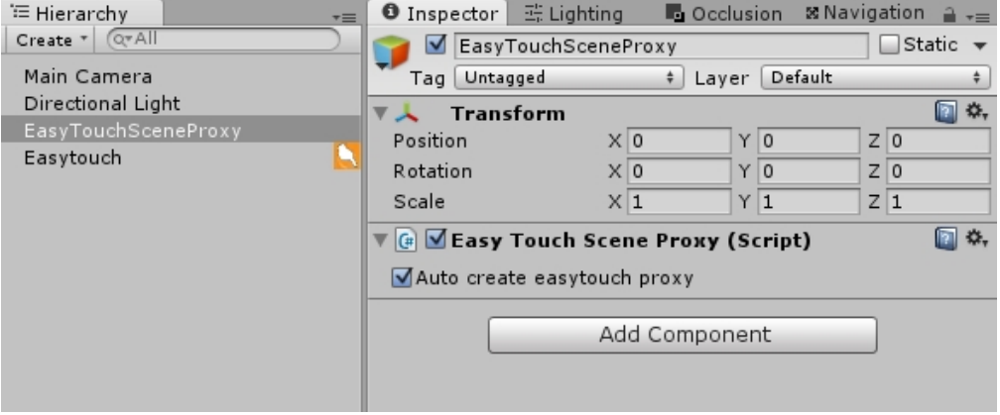 Hierarchy
Create All
Main Camera
Directional Light
EasyTouchSceneProxy
Easytouch
Inspector Lighting Occlusion Navigation
EasyTouchSceneProxy Static
Tag Untagged Layer Default
Transform
Position X 0 Y 0 Z 0
Rotation X 0 Y 0 Z 0
Scale X 1 Y 1 Z 1
C# Easy Touch Scene Proxy (Script)
Auto create easytouch proxy
Add Component